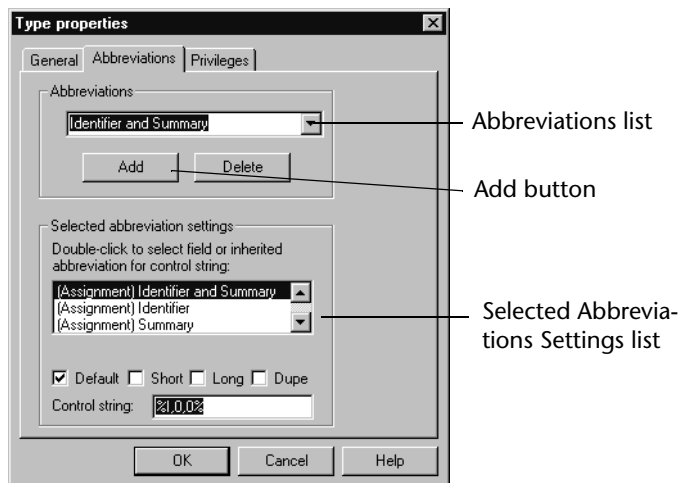 Type properties
General Abbreviations Privileges
Abbreviations
Identifier and Summary
Abbreviations list
Add Delete
Add button
Selected abbreviation settings
Double-click to select field or inherited
abbreviation for control string:
(Assignment) Identifier and Summary
(Assignment) Identifier
(Assignment) Summary
Selected Abbrevia-
tions Settings list
Default Short Long Dupe
Control string: %I,0,0%
OK Cancel Help